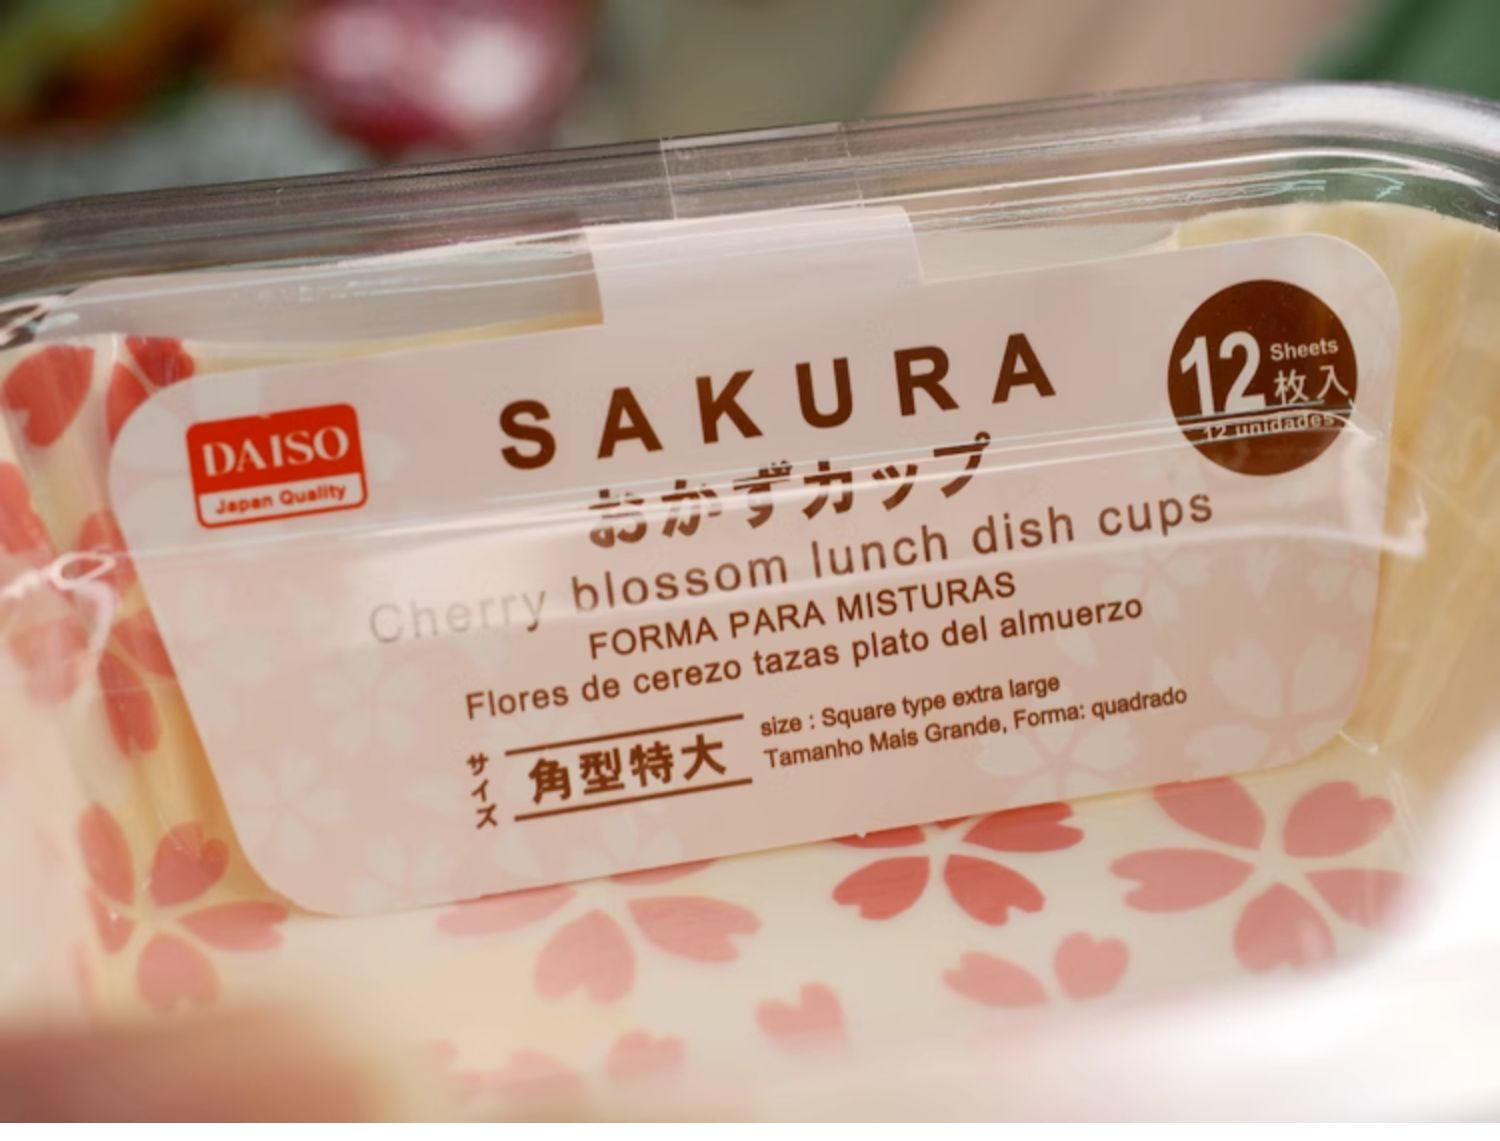 DAISO
Japan Quality
SAKURA
おかずカップ
Cherry blossom lunch dish cups
FORMA PARA MISTURAS
Flores de cerezo tazas plato del almuerzo
サイズ
角型特大
size : Square type extra large
Tamanho Mais Grande, Forma: quadrado
12 Sheets
枚入
12 unidades